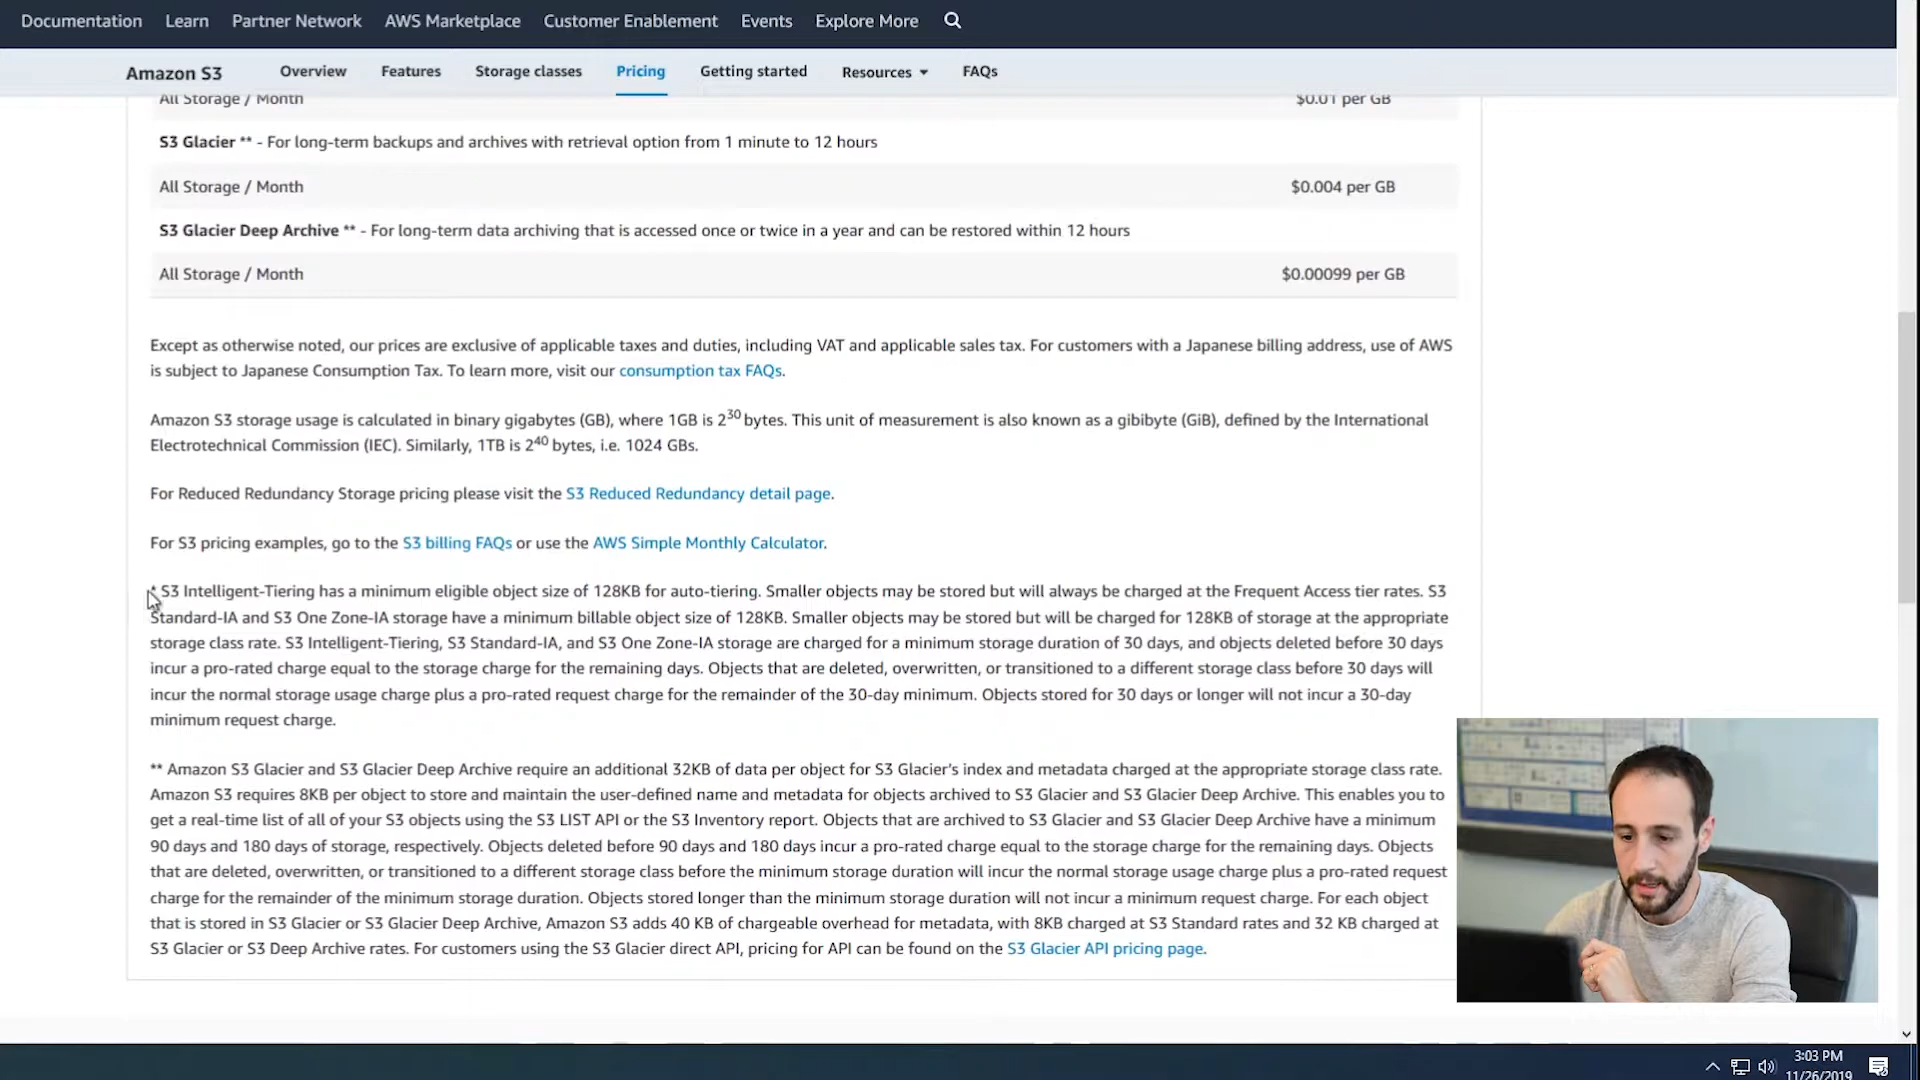 Documentation Learn Partner Network AWS Marketplace Customer Enablement Events Explore More
Amazon S3 Overview Features Storage classes Pricing Getting started Resources FAQs
All Storage / Month $0.01 per GB
S3 Glacier ** - For long-term backups and archives with retrieval option from 1 minute to 12 hours
All Storage / Month $0.004 per GB
S3 Glacier Deep Archive ** - For long-term data archiving that is accessed once or twice in a year and can be restored within 12 hours
All Storage / Month $0.00099 per GB
Except as otherwise noted, our prices are exclusive of applicable taxes and duties, including VAT and applicable sales tax. For customers with a Japanese billing address, use of AWS
is subject to Japanese Consumption Tax. To learn more, visit our consumption tax FAQs.
Amazon S3 storage usage is calculated in binary gigabytes (GB), where 1GB is 2³⁰ bytes. This unit of measurement is also known as a gibibyte (GiB), defined by the International
Electrotechnical Commission (IEC). Similarly, 1TB is 2⁴⁰ bytes, i.e. 1024 GBs.
For Reduced Redundancy Storage pricing please visit the S3 Reduced Redundancy detail page.
For S3 pricing examples, go to the S3 billing FAQs or use the AWS Simple Monthly Calculator.
* S3 Intelligent-Tiering has a minimum eligible object size of 128KB for auto-tiering. Smaller objects may be stored but will always be charged at the Frequent Access tier rates. S3
Standard-IA and S3 One Zone-IA storage have a minimum billable object size of 128KB. Smaller objects may be stored but will be charged for 128KB of storage at the appropriate
storage class rate. S3 Intelligent-Tiering, S3 Standard-IA, and S3 One Zone-IA storage are charged for a minimum storage duration of 30 days, and objects deleted before 30 days
incur a pro-rated charge equal to the storage charge for the remaining days. Objects that are deleted, overwritten, or transitioned to a different storage class before 30 days will
incur the normal storage usage charge plus a pro-rated request charge for the remainder of the 30-day minimum. Objects stored for 30 days or longer will not incur a 30-day
minimum request charge.
** Amazon S3 Glacier and S3 Glacier Deep Archive require an additional 32KB of data per object for S3 Glacier's index and metadata charged at the appropriate storage class rate.
Amazon S3 requires 8KB per object to store and maintain the user-defined name and metadata for objects archived to S3 Glacier and S3 Glacier Deep Archive. This enables you to
get a real-time list of all of your S3 objects using the S3 LIST API or the S3 Inventory report. Objects that are archived to S3 Glacier and S3 Glacier Deep Archive have a minimum
90 days and 180 days of storage, respectively. Objects deleted before 90 days and 180 days incur a pro-rated charge equal to the storage charge for the remaining days. Objects
that are deleted, overwritten, or transitioned to a different storage class before the minimum storage duration will incur the normal storage usage charge plus a pro-rated request
charge for the remainder of the minimum storage duration. Objects stored longer than the minimum storage duration will not incur a minimum request charge. For each object
that is stored in S3 Glacier or S3 Glacier Deep Archive, Amazon S3 adds 40 KB of chargeable overhead for metadata, with 8KB charged at S3 Standard rates and 32 KB charged at
S3 Glacier or S3 Deep Archive rates. For customers using the S3 Glacier direct API, pricing for API can be found on the S3 Glacier API pricing page.
3:03 PM
11/26/2019